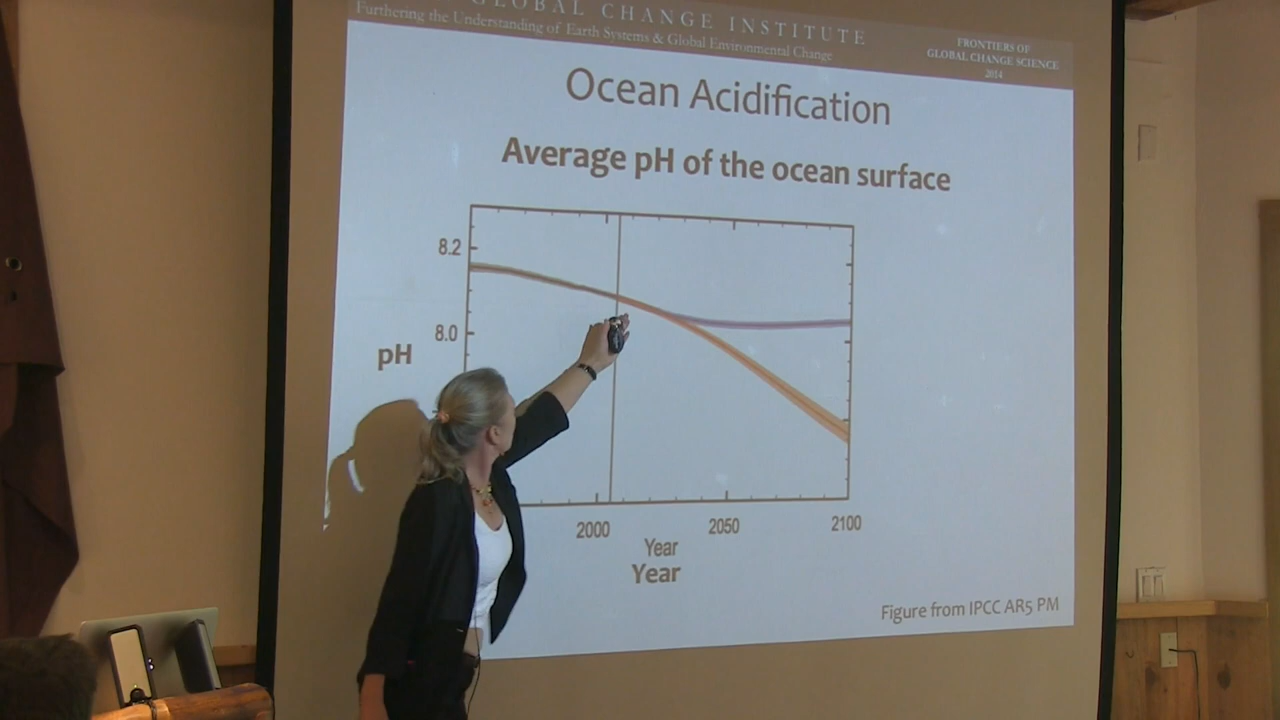 GLOBAL CHANGE INSTITUTE
Furthering the Understanding of Earth Systems & Global Environmental Change
FRONTIERS OF
GLOBAL CHANGE SCIENCE
2014
Ocean Acidification
Average pH of the ocean surface
8.2
8.0
pH
2000
2050
2100
Year
Year
Figure from IPCC AR5 PM